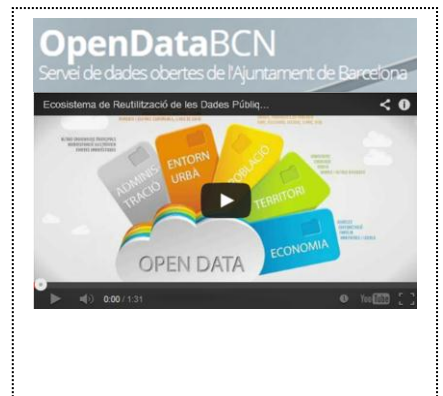 OpenDataBCN
Servei de dades obertes de l'Ajuntament de Barcelona
Ecosistema de Reutilització de les Dades Públiq...
ADMINIS
TRACIÓ
ENTORN
URBÀ
POBLACIÓ
TERRITORI
ECONOMIA
OPEN DATA
0:00 / 1:31
YouTube